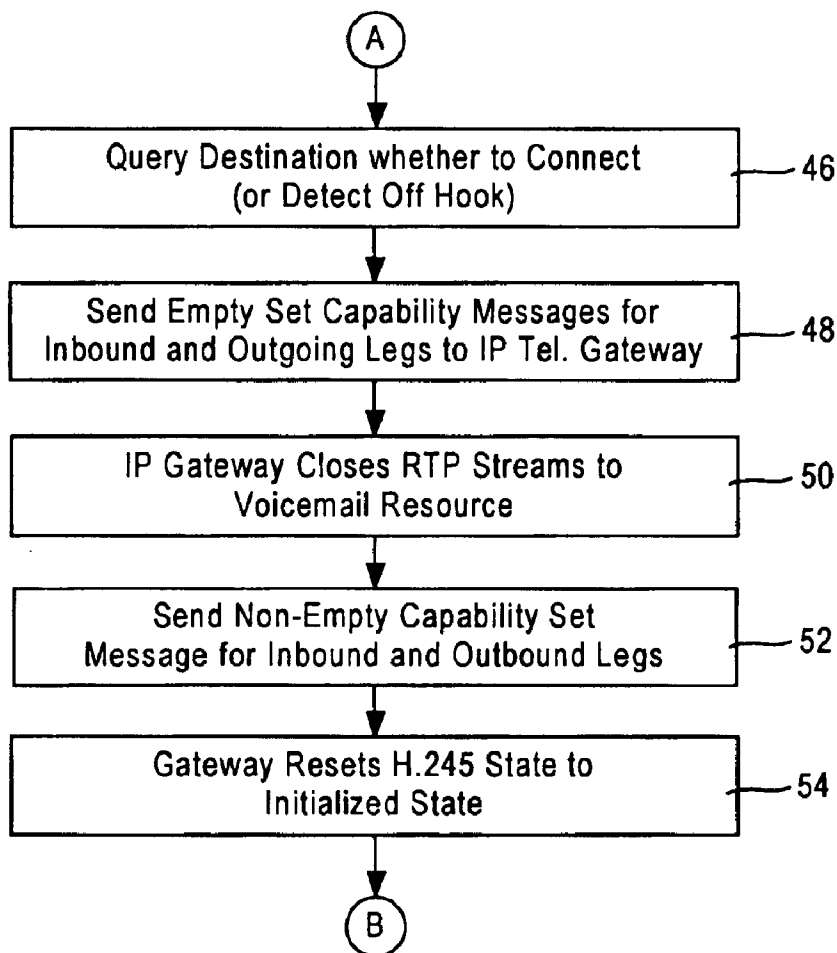 A
Query Destination whether to Connect
(or Detect Off Hook)
46
Send Empty Set Capability Messages for
Inbound and Outgoing Legs to IP Tel. Gateway
48
IP Gateway Closes RTP Streams to
Voicemail Resource
50
Send Non-Empty Capability Set
Message for Inbound and Outbound Legs
52
Gateway Resets H.245 State to
Initialized State
54
B